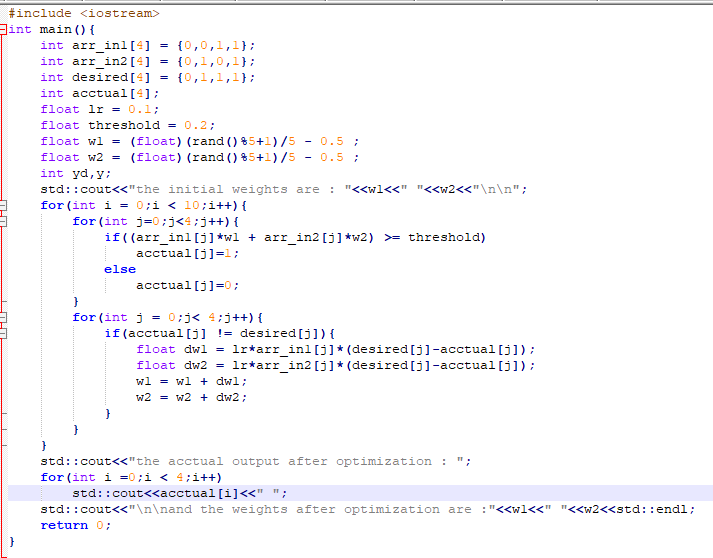 #include <iostream>
int main(){
    int arr_in1[4] = {0,0,1,1};
    int arr_in2[4] = {0,1,0,1};
    int desired[4] = {0,1,1,1};
    int acctual[4];
    float lr = 0.1;
    float threshold = 0.2;
    float w1 = (float)(rand()%5+1)/5 - 0.5 ;
    float w2 = (float)(rand()%5+1)/5 - 0.5 ;
    int yd,y;
    std::cout<<"the initial weights are : "<<w1<<" "<<w2<<"\n\n";
    for(int i = 0;i < 10;i++){
        for(int j=0;j<4;j++){
            if((arr_in1[j]*w1 + arr_in2[j]*w2) >= threshold)
                acctual[j]=1;
            else
                acctual[j]=0;
        }
        for(int j = 0;j< 4;j++){
            if(acctual[j] != desired[j]){
                float dw1 = lr*arr_in1[j]*(desired[j]-acctual[j]);
                float dw2 = lr*arr_in2[j]*(desired[j]-acctual[j]);
                w1 = w1 + dw1;
                w2 = w2 + dw2;
            }
        }
    }
    std::cout<<"the acctual output after optimization : ";
    for(int i =0;i < 4;i++)
        std::cout<<acctual[i]<<" ";
    std::cout<<"\n\nand the weights after optimization are :"<<w1<<" "<<w2<<std::endl;
    return 0;
}